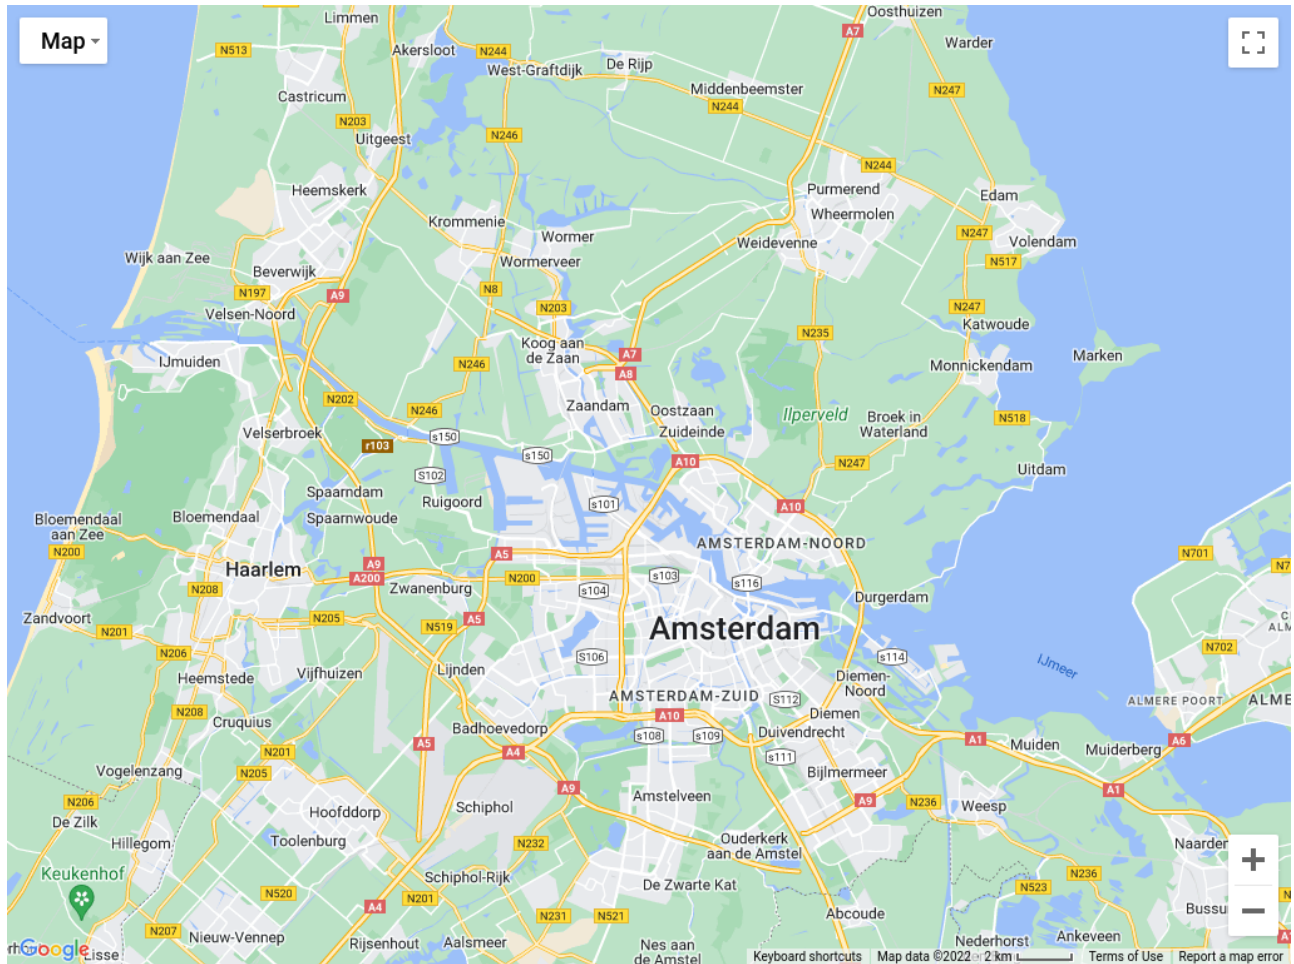 Map
Limmen
Oosthuizen
A7
Warder
N513
Akersloot
N244
West-Graftdijk
De Rijp
Middenbeemster
N244
N247
Castricum
N203
Uitgeest
N246
N244
Heemskerk
Purmerend
Edam
Krommenie
Wheermolen
Wormer
Weidevenne
N247
Volendam
Wijk aan Zee
Wormerveer
N517
Beverwijk
N197
A9
N8
N203
N247
Velsen-Noord
Katwoude
N235
Koog aan
de Zaan
A7
IJmuiden
N246
A8
Monnickendam
Marken
N202
N246
Zaandam
Oostzaan
Ilperveld
Broek in
Waterland
N518
Velserbroek
r103
s150
Zuideinde
s150
A10
N247
Uitdam
S102
Spaarndam
Ruigoord
s101
A10
Bloemendaal
aan Zee
Bloemendaal
Spaarnwoude
AMSTERDAM-NOORD
N200
A5
N701
A9
Haarlem
A200
N200
s103
s116
N7
N208
Zwanenburg
s104
Durgerdam
Zandvoort
N205
A5
N201
N519
Amsterdam
ALM
N702
N206
S106
s114
IJmeer
Lijnden
Vijfhuizen
Heemstede
Diemen-
Noord
AMSTERDAM-ZUID
S112
ALMERE POORT
ALME
N208
Cruquius
A10
Diemen
Badhoevedorp
s108
s109
Duivendrecht
A5
A4
A1
Muiden
A6
N201
Muiderberg
s111
Vogelenzang
N205
Bijlmermeer
A9
A1
N206
Hoofddorp
Schiphol
Amstelveen
A9
N236
Weesp
De Zilk
Hillegom
Toolenburg
N232
Ouderkerk
aan de Amstel
Naarden
Keukenhof
Schiphol-Rijk
De Zwarte Kat
N236
N520
N201
N523
A4
N231
N521
Abcoude
Bussu
N207
Nieuw-Vennep
Rijsenhout
Aalsmeer
Nes aan
de Amstel
Nederhorst
Ankeveen
A1
Google
Lisse
Keyboard shortcuts
Map data ©2022
2 km
Terms of Use
Report a map error